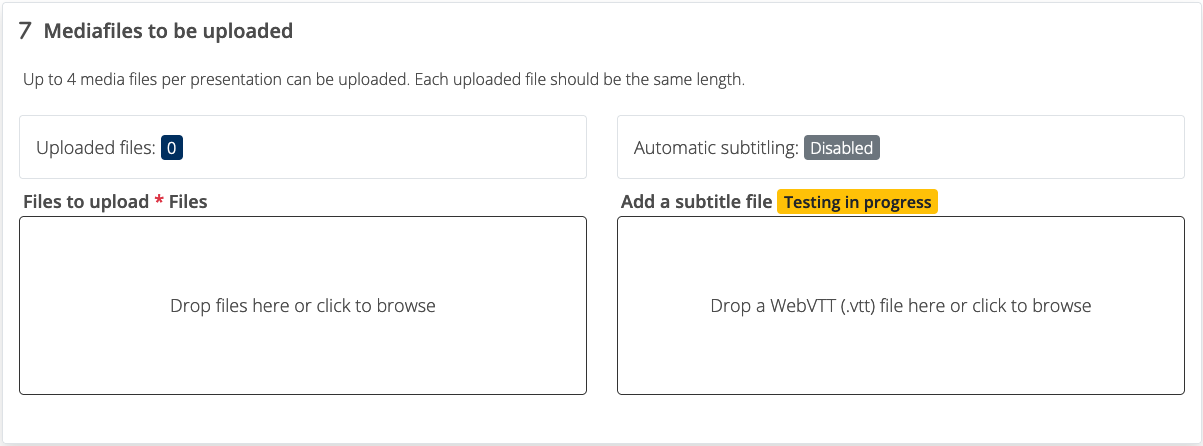 7 Mediafiles to be uploaded
Up to 4 media files per presentation can be uploaded. Each uploaded file should be the same length.
Uploaded files: 0
Automatic subtitling: Disabled
Files to upload * Files
Add a subtitle file Testing in progress
Drop files here or click to browse
Drop a WebVTT (.vtt) file here or click to browse